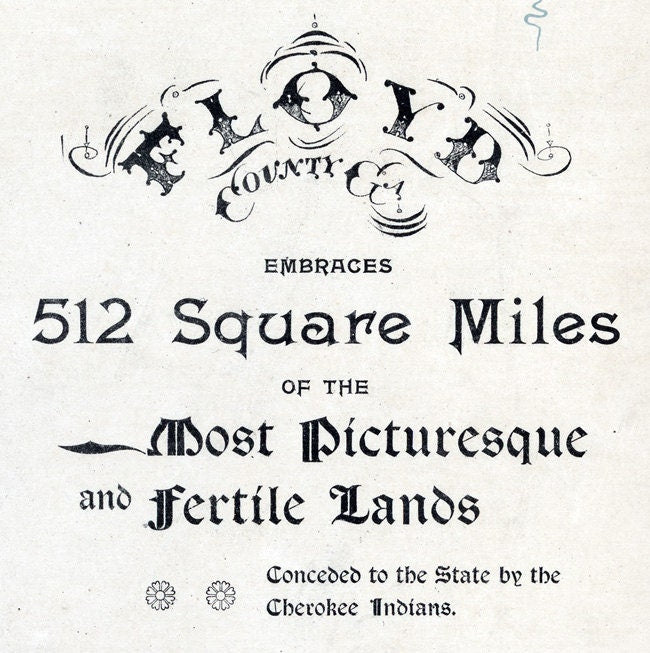 FLOYD
COUNTY GA.
EMBRACES
512 Square Miles
OF THE
Most Picturesque
and Fertile Lands
Conceded to the State by the
Cherokee Indians.